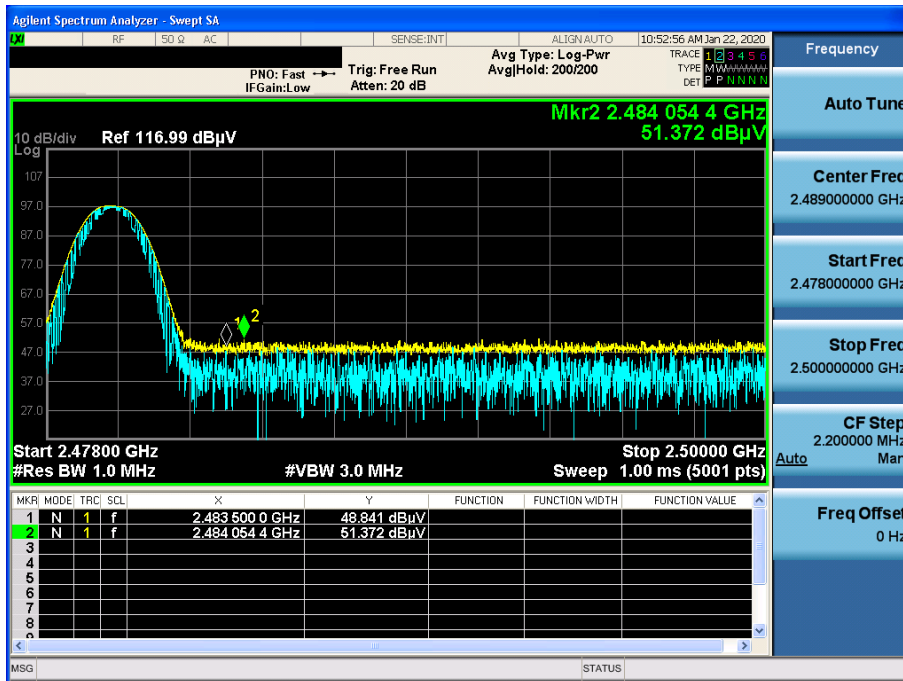 Agilent Spectrum Analyzer - Swept SA
LXI RF 50 Ω AC SENSE:INT ALIGN AUTO 10:52:56 AM Jan 22, 2020
PNO: Fast Trig: Free Run Avg Type: Log-Pwr TRACE 1 2 3 4 5 6
IFGain:Low Atten: 20 dB Avg|Hold: 200/200 TYPE M W W W W W
DET P P N N N N
Frequency
Mkr2 2.484 054 4 GHz
51.372 dBµV
10 dB/div Ref 116.99 dBµV
Log
107
97.0
87.0
77.0
67.0
57.0
47.0
37.0
27.0
1 2
Start 2.47800 GHz Stop 2.50000 GHz
#Res BW 1.0 MHz #VBW 3.0 MHz Sweep 1.00 ms (5001 pts)
MKR MODE TRC SCL X Y FUNCTION FUNCTION WIDTH FUNCTION VALUE
1 N 1 f 2.483 500 0 GHz 48.841 dBµV
2 N 1 f 2.484 054 4 GHz 51.372 dBµV
3
4
5
6
7
8
MSG STATUS
Auto Tune
Center Freq
2.489000000 GHz
Start Freq
2.478000000 GHz
Stop Freq
2.500000000 GHz
CF Step
2.200000 MHz
Auto Man
Freq Offset
0 Hz